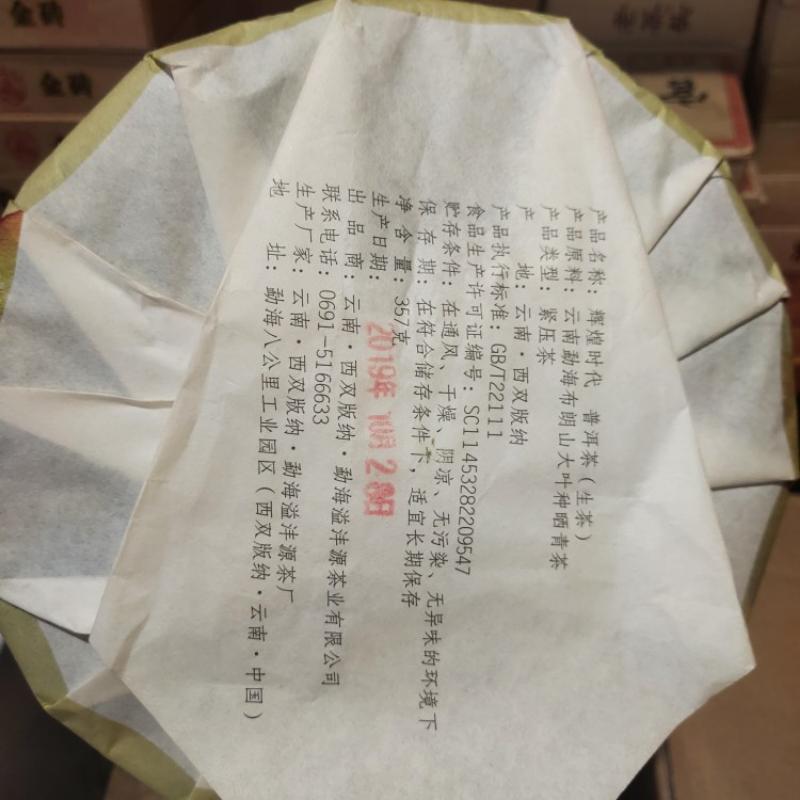 产品名称：辉煌时代 普洱茶（生茶）
产品原料：云南勐海布朗山大叶种晒青茶
产品类型：紧压茶
产 地：云南·西双版纳
产品执行标准：GB/T22111
食品生产许可证编号：SC11453282209547
贮存条件：在通风、干燥、阴凉、无污染、无异味的环境下
保存期：在符合储存条件下，适宜长期保存
净含量：357克
生产日期：2019年 10月 28日
出品商：云南·西双版纳·勐海溢沣源茶业有限公司
联系电话：0691-5166633
生产厂家：云南·西双版纳·勐海溢沣源茶厂
地 址：勐海八公里工业园区（西双版纳·云南·中国）
金砖
金砖